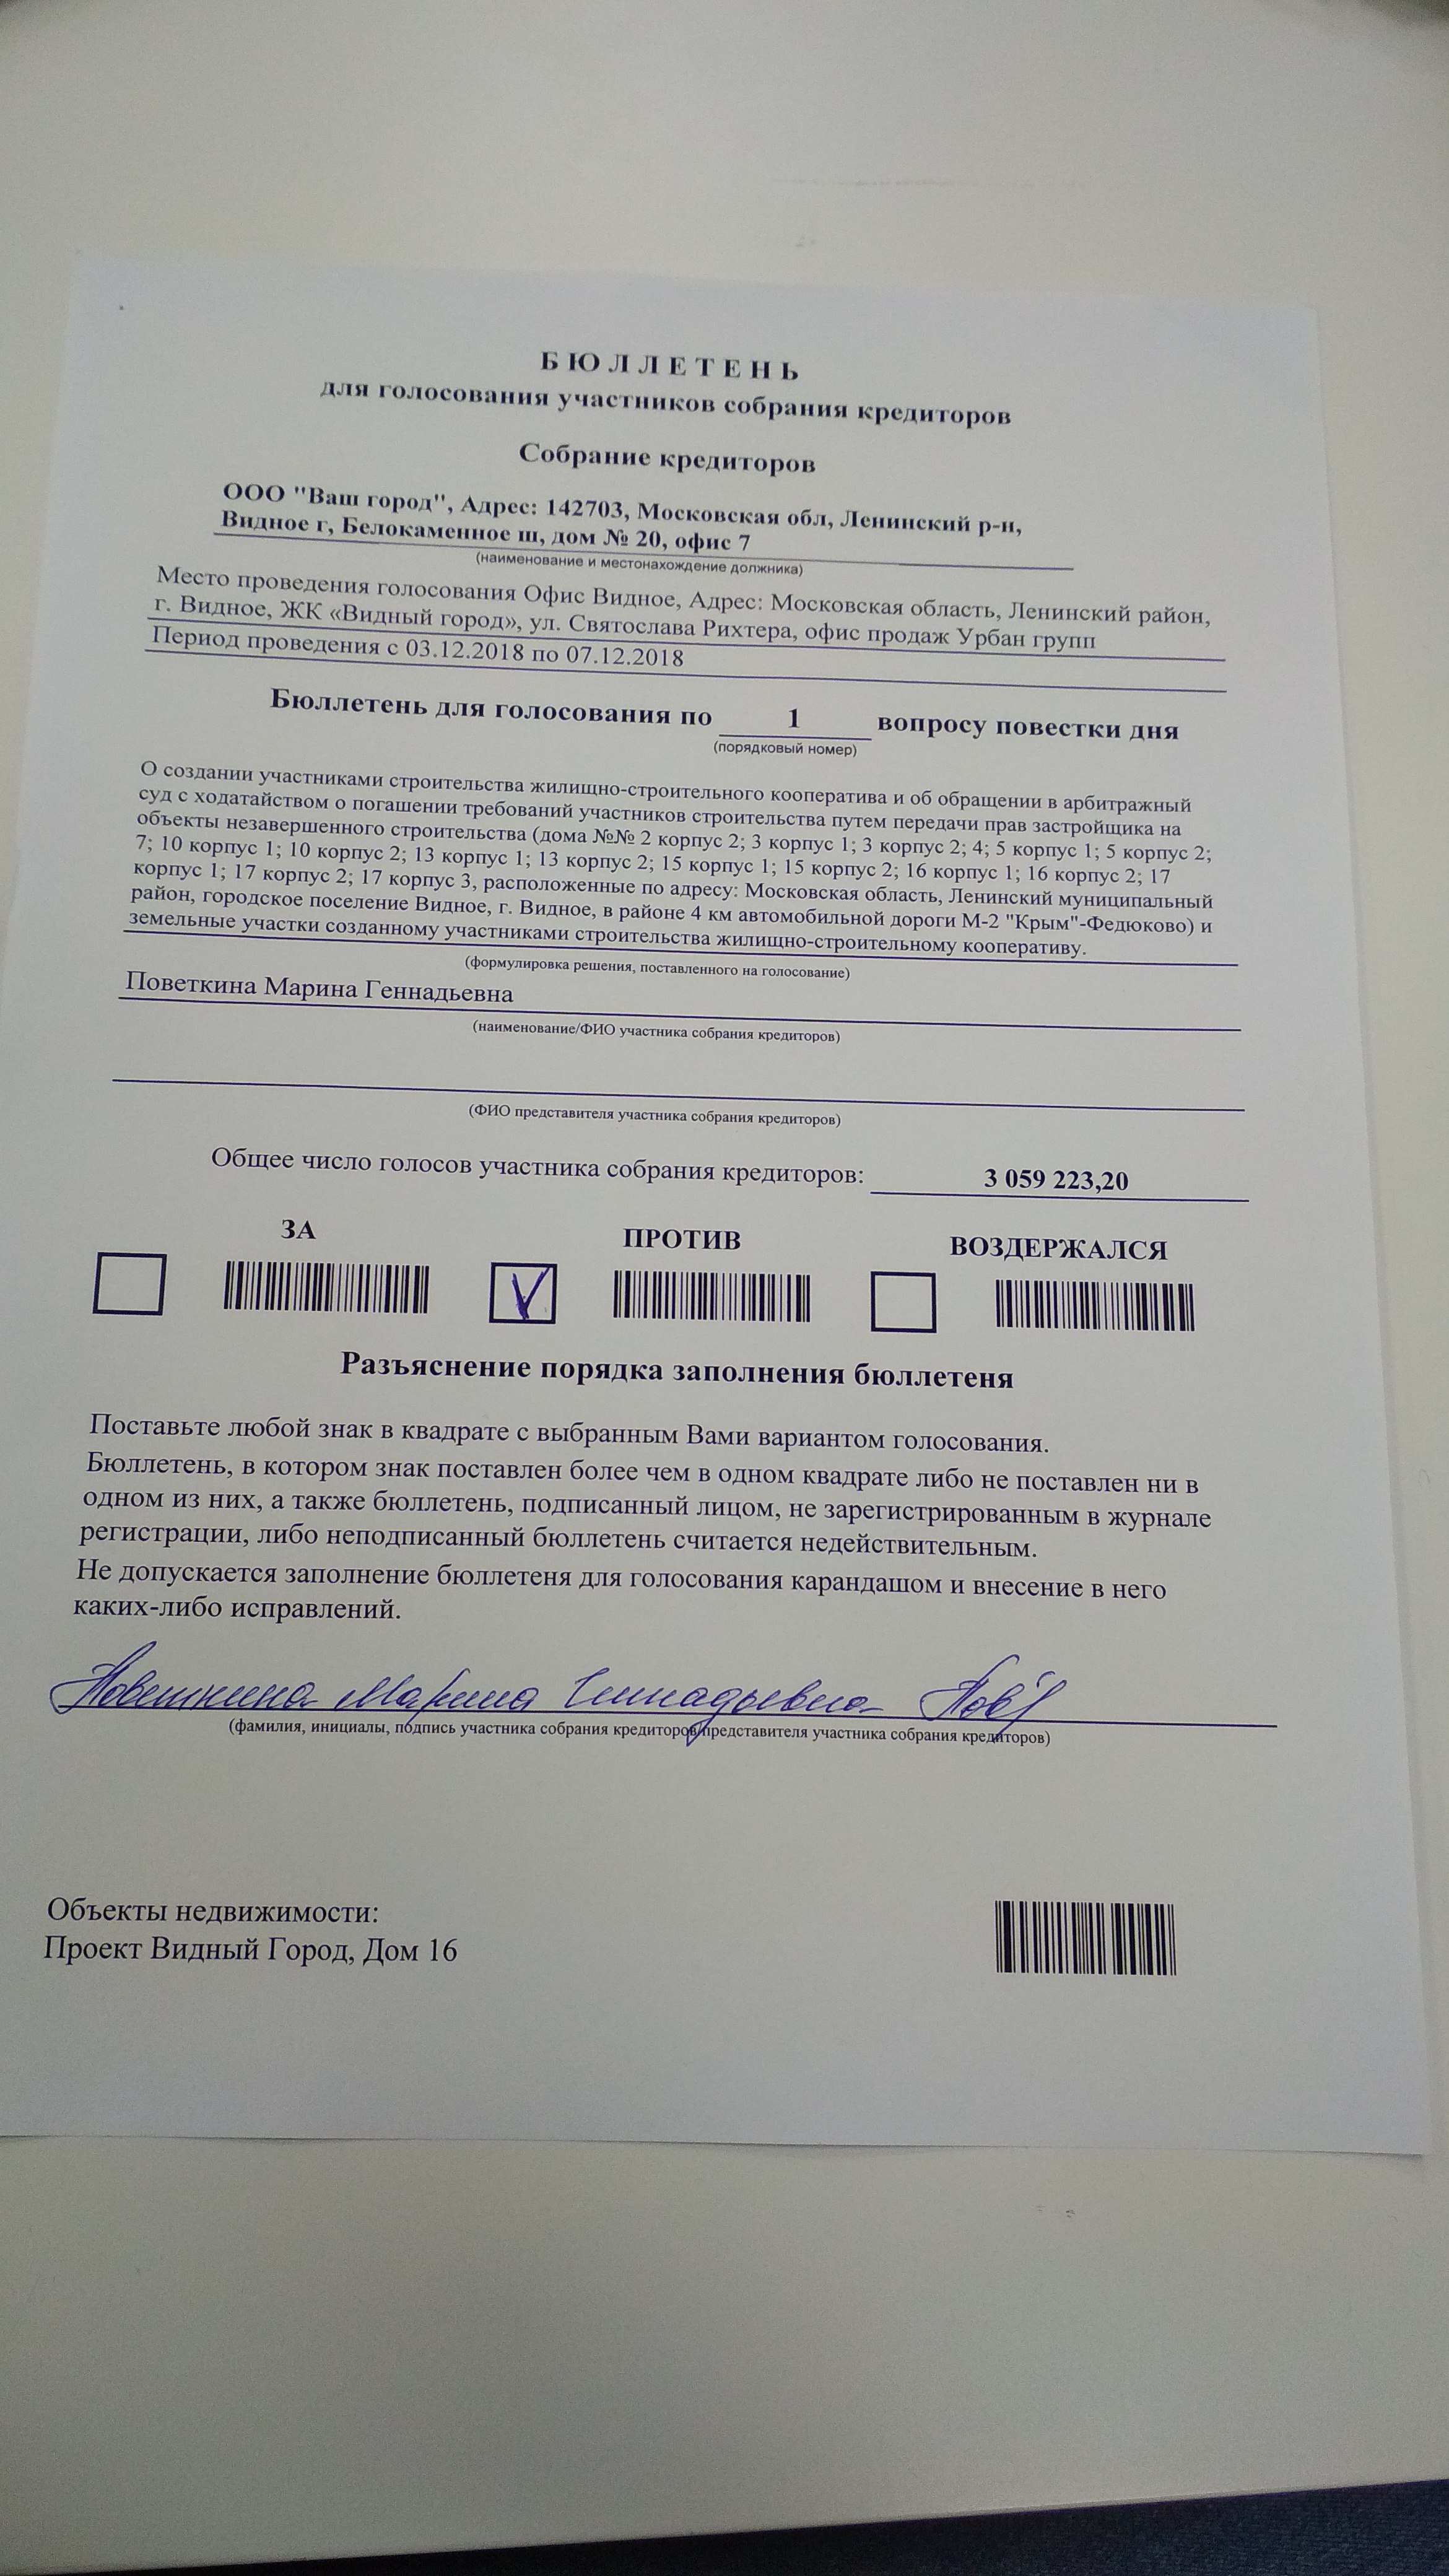 БЮЛЛЕТЕНЬ
для голосования участников собрания кредиторов
Собрание кредиторов
ООО "Ваш город", Адрес: 142703, Московская обл, Ленинский р-н,
Видное г, Белокаменное ш, дом № 20, офис 7
(наименование и местонахождение должника)
Место проведения голосования Офис Видное, Адрес: Московская область, Ленинский район,
г. Видное, ЖК «Видный город», ул. Святослава Рихтера, офис продаж Урбан групп
Период проведения с 03.12.2018 по 07.12.2018
Бюллетень для голосования по 1 вопросу повестки дня
(порядковый номер)
О создании участниками строительства жилищно-строительного кооператива и об обращении в арбитражный
суд с ходатайством о погашении требований участников строительства путем передачи прав застройщика на
объекты незавершенного строительства (дома №№ 2 корпус 2; 3 корпус 1; 3 корпус 2; 4; 5 корпус 1; 5 корпус 2;
7; 10 корпус 1; 10 корпус 2; 13 корпус 1; 13 корпус 2; 15 корпус 1; 15 корпус 2; 16 корпус 1; 16 корпус 2; 17
корпус 1; 17 корпус 2; 17 корпус 3, расположенные по адресу: Московская область, Ленинский муниципальный
район, городское поселение Видное, г. Видное, в районе 4 км автомобильной дороги М-2 "Крым"-Федюково) и
земельные участки созданному участниками строительства жилищно-строительному кооперативу.
(формулировка решения, поставленного на голосование)
Поветкина Марина Геннадьевна
(наименование/ФИО участника собрания кредиторов)
(ФИО представителя участника собрания кредиторов)
Общее число голосов участника собрания кредиторов: 3 059 223,20
ЗА ПРОТИВ ВОЗДЕРЖАЛСЯ
V
Разъяснение порядка заполнения бюллетеня
Поставьте любой знак в квадрате с выбранным Вами вариантом голосования.
Бюллетень, в котором знак поставлен более чем в одном квадрате либо не поставлен ни в
одном из них, а также бюллетень, подписанный лицом, не зарегистрированным в журнале
регистрации, либо неподписанный бюллетень считается недействительным.
Не допускается заполнение бюллетеня для голосования карандашом и внесение в него
каких-либо исправлений.
Поветкина Марина Геннадьевна Пов
(фамилия, инициалы, подпись участника собрания кредиторов/представителя участника собрания кредиторов)
Объекты недвижимости:
Проект Видный Город, Дом 16